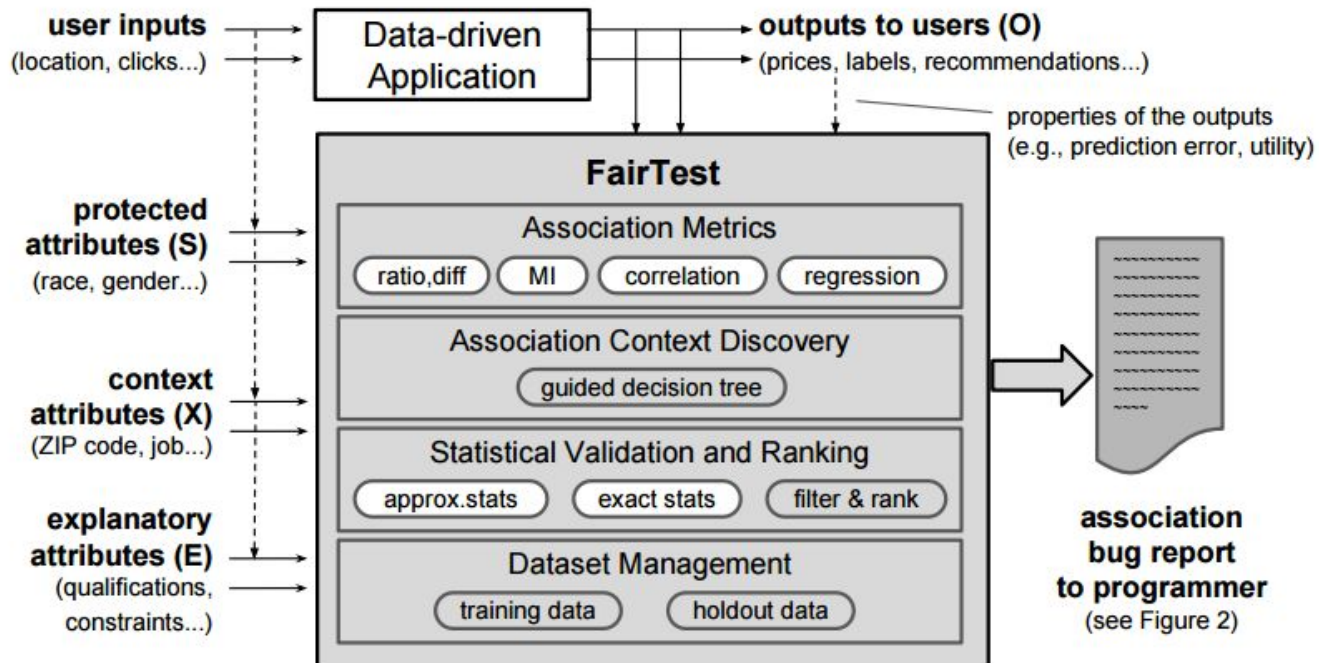 user inputs
(location, clicks...)
Data-driven
Application
outputs to users (O)
(prices, labels, recommendations...)
properties of the outputs
(e.g., prediction error, utility)
FairTest
protected
attributes (S)
(race, gender...)
Association Metrics
ratio,diff
MI
correlation
regression
Association Context Discovery
guided decision tree
context
attributes (X)
(ZIP code, job...)
Statistical Validation and Ranking
approx.stats
exact stats
filter & rank
explanatory
attributes (E)
(qualifications,
constraints...)
Dataset Management
training data
holdout data
association
bug report
to programmer
(see Figure 2)